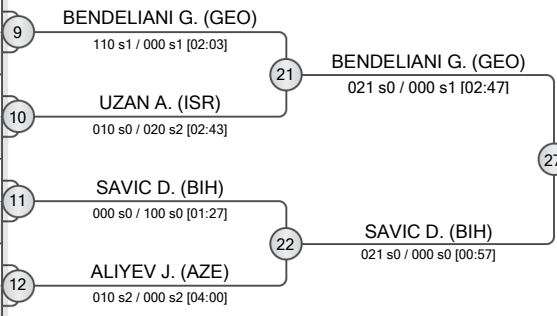 9
BENDELIANI G. (GEO)
110 s1 / 000 s1 [02:03]
21
BENDELIANI G. (GEO)
021 s0 / 000 s1 [02:47]
10
UZAN A. (ISR)
010 s0 / 020 s2 [02:43]
27
11
SAVIC D. (BIH)
000 s0 / 100 s0 [01:27]
22
SAVIC D. (BIH)
021 s0 / 000 s0 [00:57]
12
ALIYEV J. (AZE)
010 s2 / 000 s2 [04:00]